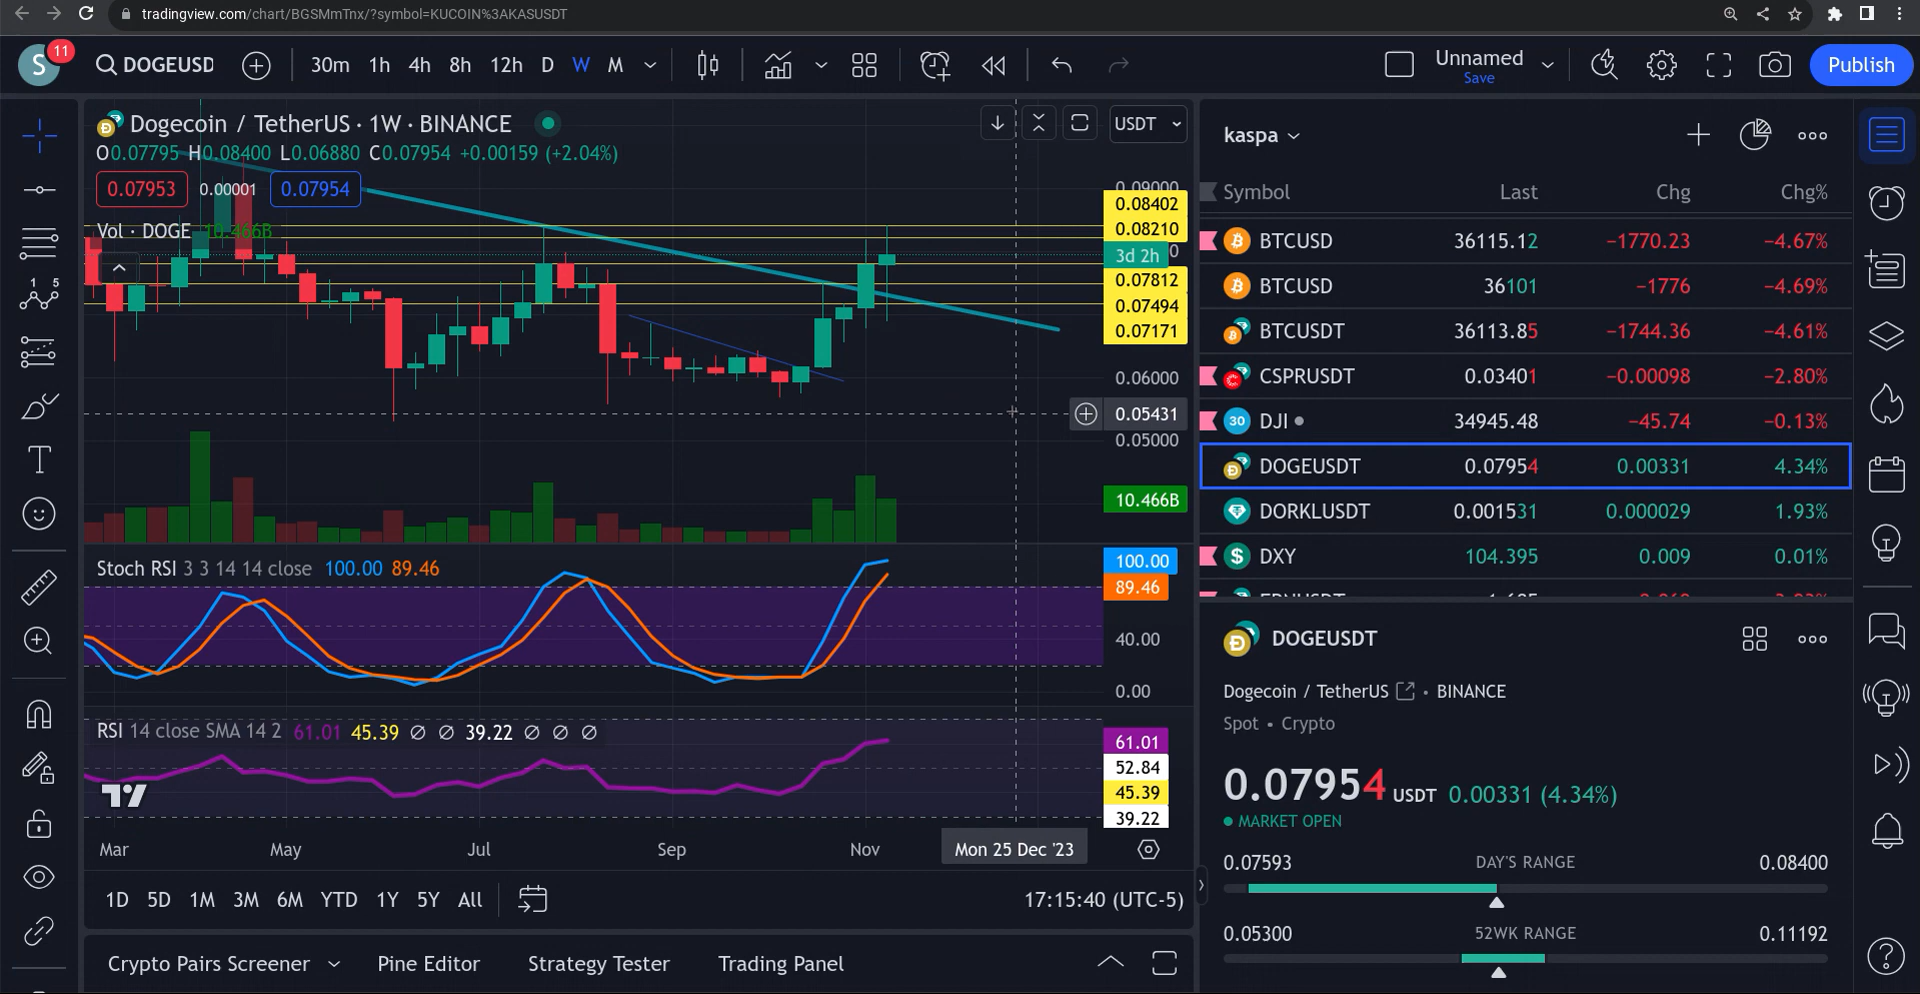 tradingview.com/chart/BGSMmTnx/?symbol=KUCOIN%3AKASUSDT
S 11 DOGEUSD 30m 1h 4h 8h 12h D W M Unnamed Save Publish
Dogecoin / TetherUS · 1W · BINANCE USDT
O0.07795 H0.08400 L0.06880 C0.07954 +0.00159 (+2.04%)
0.07953 0.00001 0.07954
Vol · DOGE 10.466B
0.09000
0.08402
0.08210
3d 2h
0.07812
0.07494
0.07171
0.06000
0.05431
0.05000
10.466B
Stoch RSI 3 3 14 14 close 100.00 89.46
100.00
89.46
40.00
0.00
RSI 14 close SMA 14 2 61.01 45.39 ∅ ∅ 39.22 ∅ ∅ ∅
61.01
52.84
45.39
39.22
Mar May Jul Sep Nov Mon 25 Dec '23
1D 5D 1M 3M 6M YTD 1Y 5Y All 17:15:40 (UTC-5)
Crypto Pairs Screener Pine Editor Strategy Tester Trading Panel
kaspa
Symbol Last Chg Chg%
BTCUSD 36115.12 −1770.23 −4.67%
BTCUSD 36101 −1776 −4.69%
BTCUSDT 36113.85 −1744.36 −4.61%
CSPRUSDT 0.03401 −0.00098 −2.80%
30 DJI 34945.48 −45.74 −0.13%
DOGEUSDT 0.07954 0.00331 4.34%
DORKLUSDT 0.001531 0.000029 1.93%
DXY 104.395 0.009 0.01%
DOGEUSDT
Dogecoin / TetherUS • BINANCE
Spot • Crypto
0.07954 USDT 0.00331 (4.34%)
MARKET OPEN
0.07593 DAY'S RANGE 0.08400
0.05300 52WK RANGE 0.11192